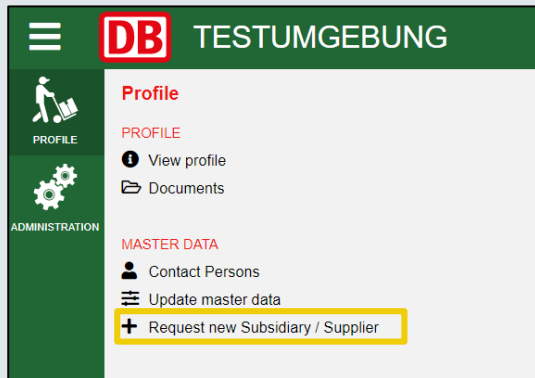 DB TESTUMGEBUNG
PROFILE
ADMINISTRATION
Profile
PROFILE
View profile
Documents
MASTER DATA
Contact Persons
Update master data
Request new Subsidiary / Supplier